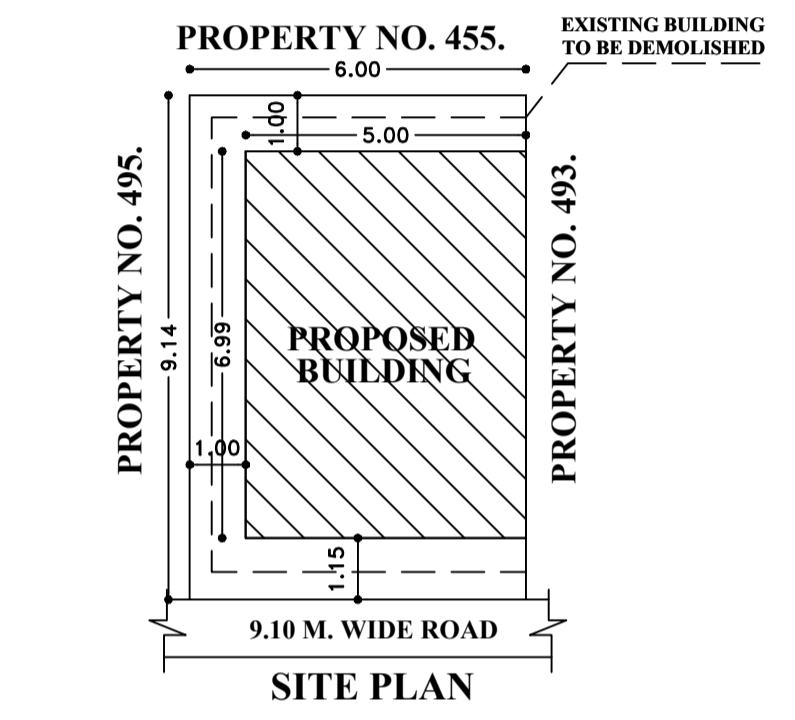 PROPERTY NO. 455.
EXISTING BUILDING
TO BE DEMOLISHED
6.00
1.00
5.00
PROPERTY NO. 495.
PROPERTY NO. 493.
9.14
6.99
PROPOSED
BUILDING
1.00
1.15
9.10 M. WIDE ROAD
SITE PLAN